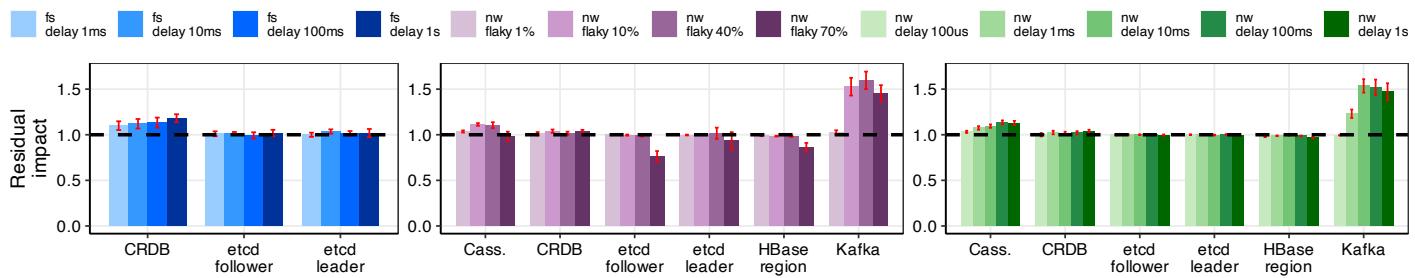 fs
delay 1ms
fs
delay 10ms
fs
delay 100ms
fs
delay 1s
nw
flaky 1%
nw
flaky 10%
nw
flaky 40%
nw
flaky 70%
nw
delay 100us
nw
delay 1ms
nw
delay 10ms
nw
delay 100ms
nw
delay 1s
Residual
impact
1.5
1.0
0.5
0.0
CRDB
etcd
follower
etcd
leader
1.5
1.0
0.5
0.0
Cass.
CRDB
etcd
follower
etcd
leader
HBase
region
Kafka
1.5
1.0
0.5
0.0
Cass.
CRDB
etcd
follower
etcd
leader
HBase
region
Kafka